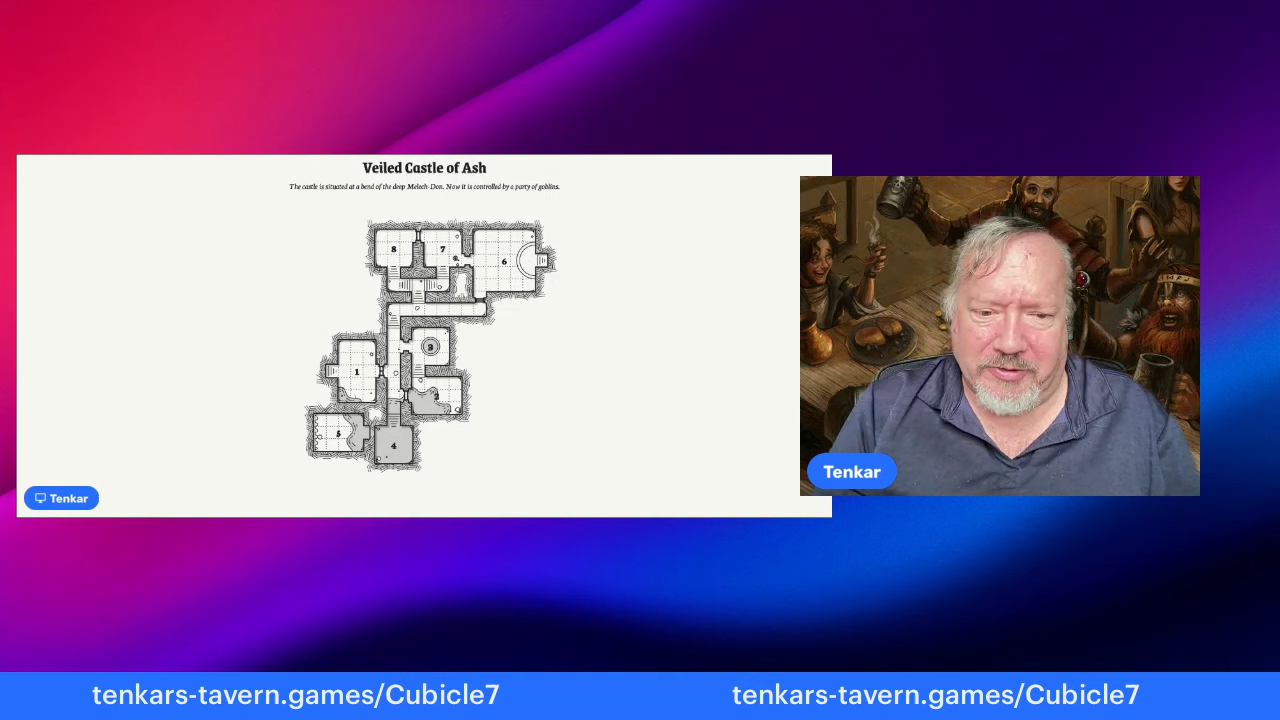 Veiled Castle of Ash
The castle is situated at a bend of the deep Melech-Don. Now it is controlled by a party of goblins.
8
7
6
3
1
2
5
4
Tenkar
Tenkar
tenkars-tavern.games/Cubicle7
tenkars-tavern.games/Cubicle7